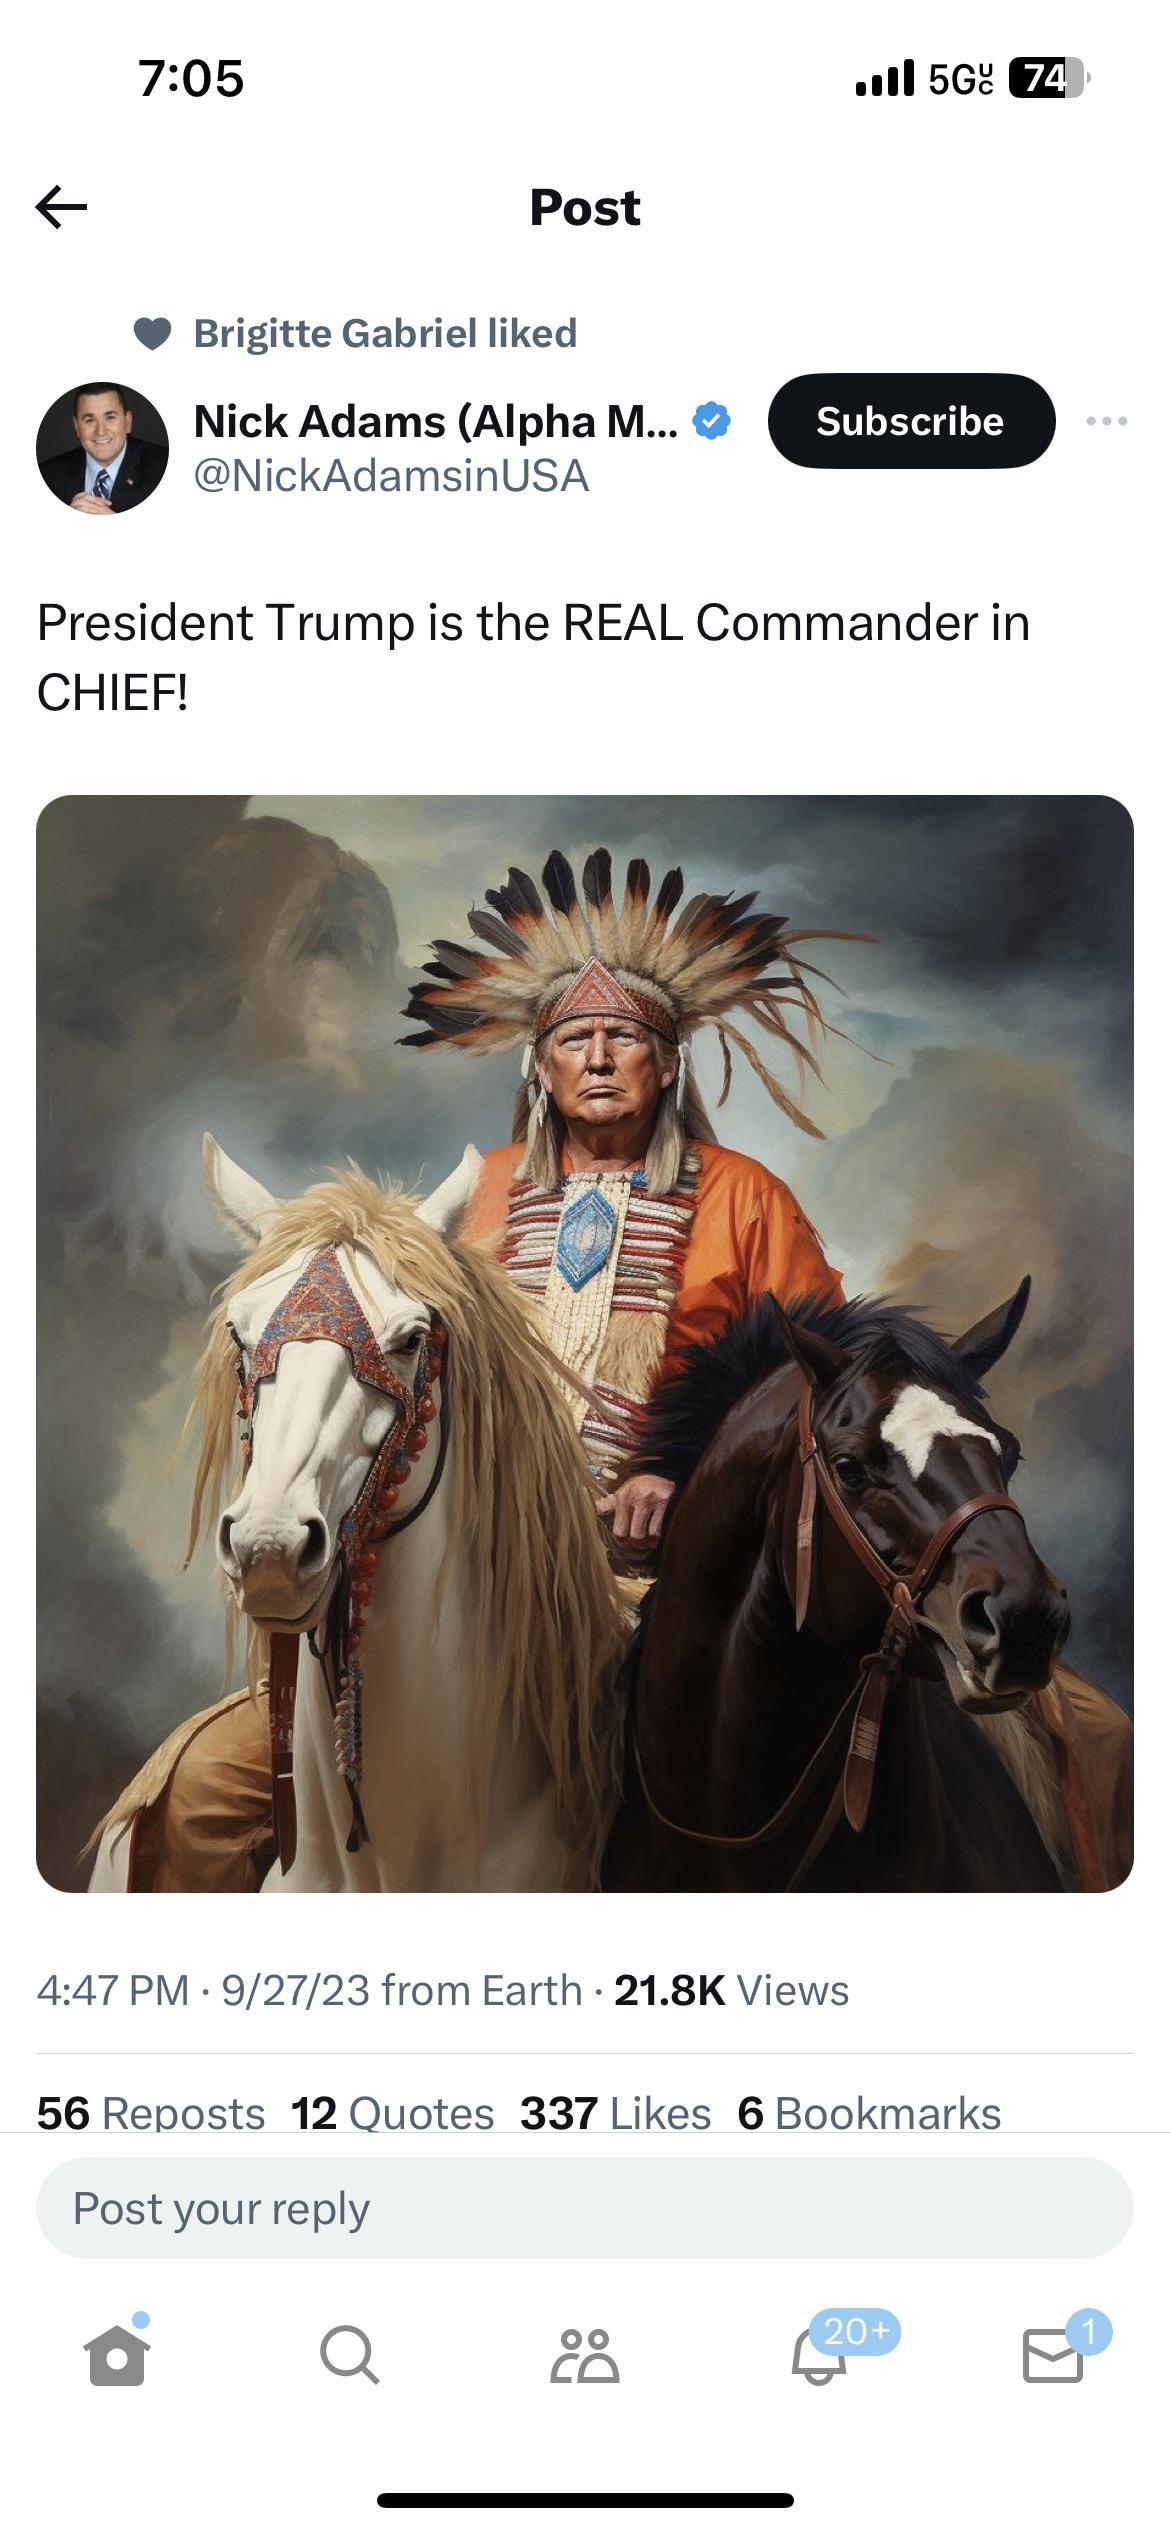 7:05
5GUC 74
Post
Brigitte Gabriel liked
Nick Adams (Alpha M...
Subscribe
@NickAdamsinUSA
President Trump is the REAL Commander in
CHIEF!
4:47 PM · 9/27/23 from Earth · 21.8K Views
56 Reposts 12 Quotes 337 Likes 6 Bookmarks
Post your reply
20+
1